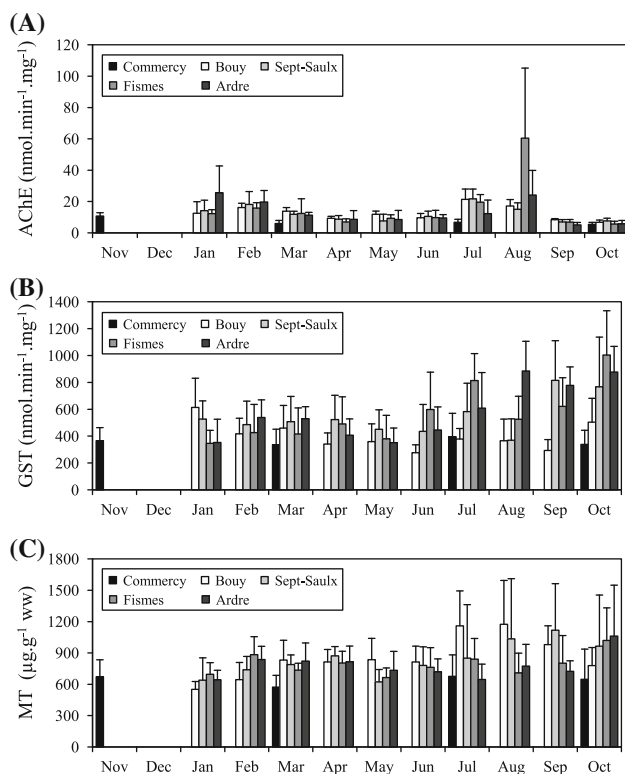 (A)
120
100
80
60
40
20
0
AChE (nmol.min⁻¹.mg⁻¹)
Commercy Bouy Sept-Saulx
Fismes Ardre
Nov Dec Jan Feb Mar Apr May Jun Jul Aug Sep Oct
(B)
1400
1200
1000
800
600
400
200
0
GST (nmol.min⁻¹.mg⁻¹)
Commercy Bouy Sept-Saulx
Fismes Ardre
Nov Dec Jan Feb Mar Apr May Jun Jul Aug Sep Oct
(C)
1800
1500
1200
900
600
300
0
MT (µg.g⁻¹ ww)
Commercy Bouy Sept-Saulx
Fismes Ardre
Nov Dec Jan Feb Mar Apr May Jun Jul Aug Sep Oct